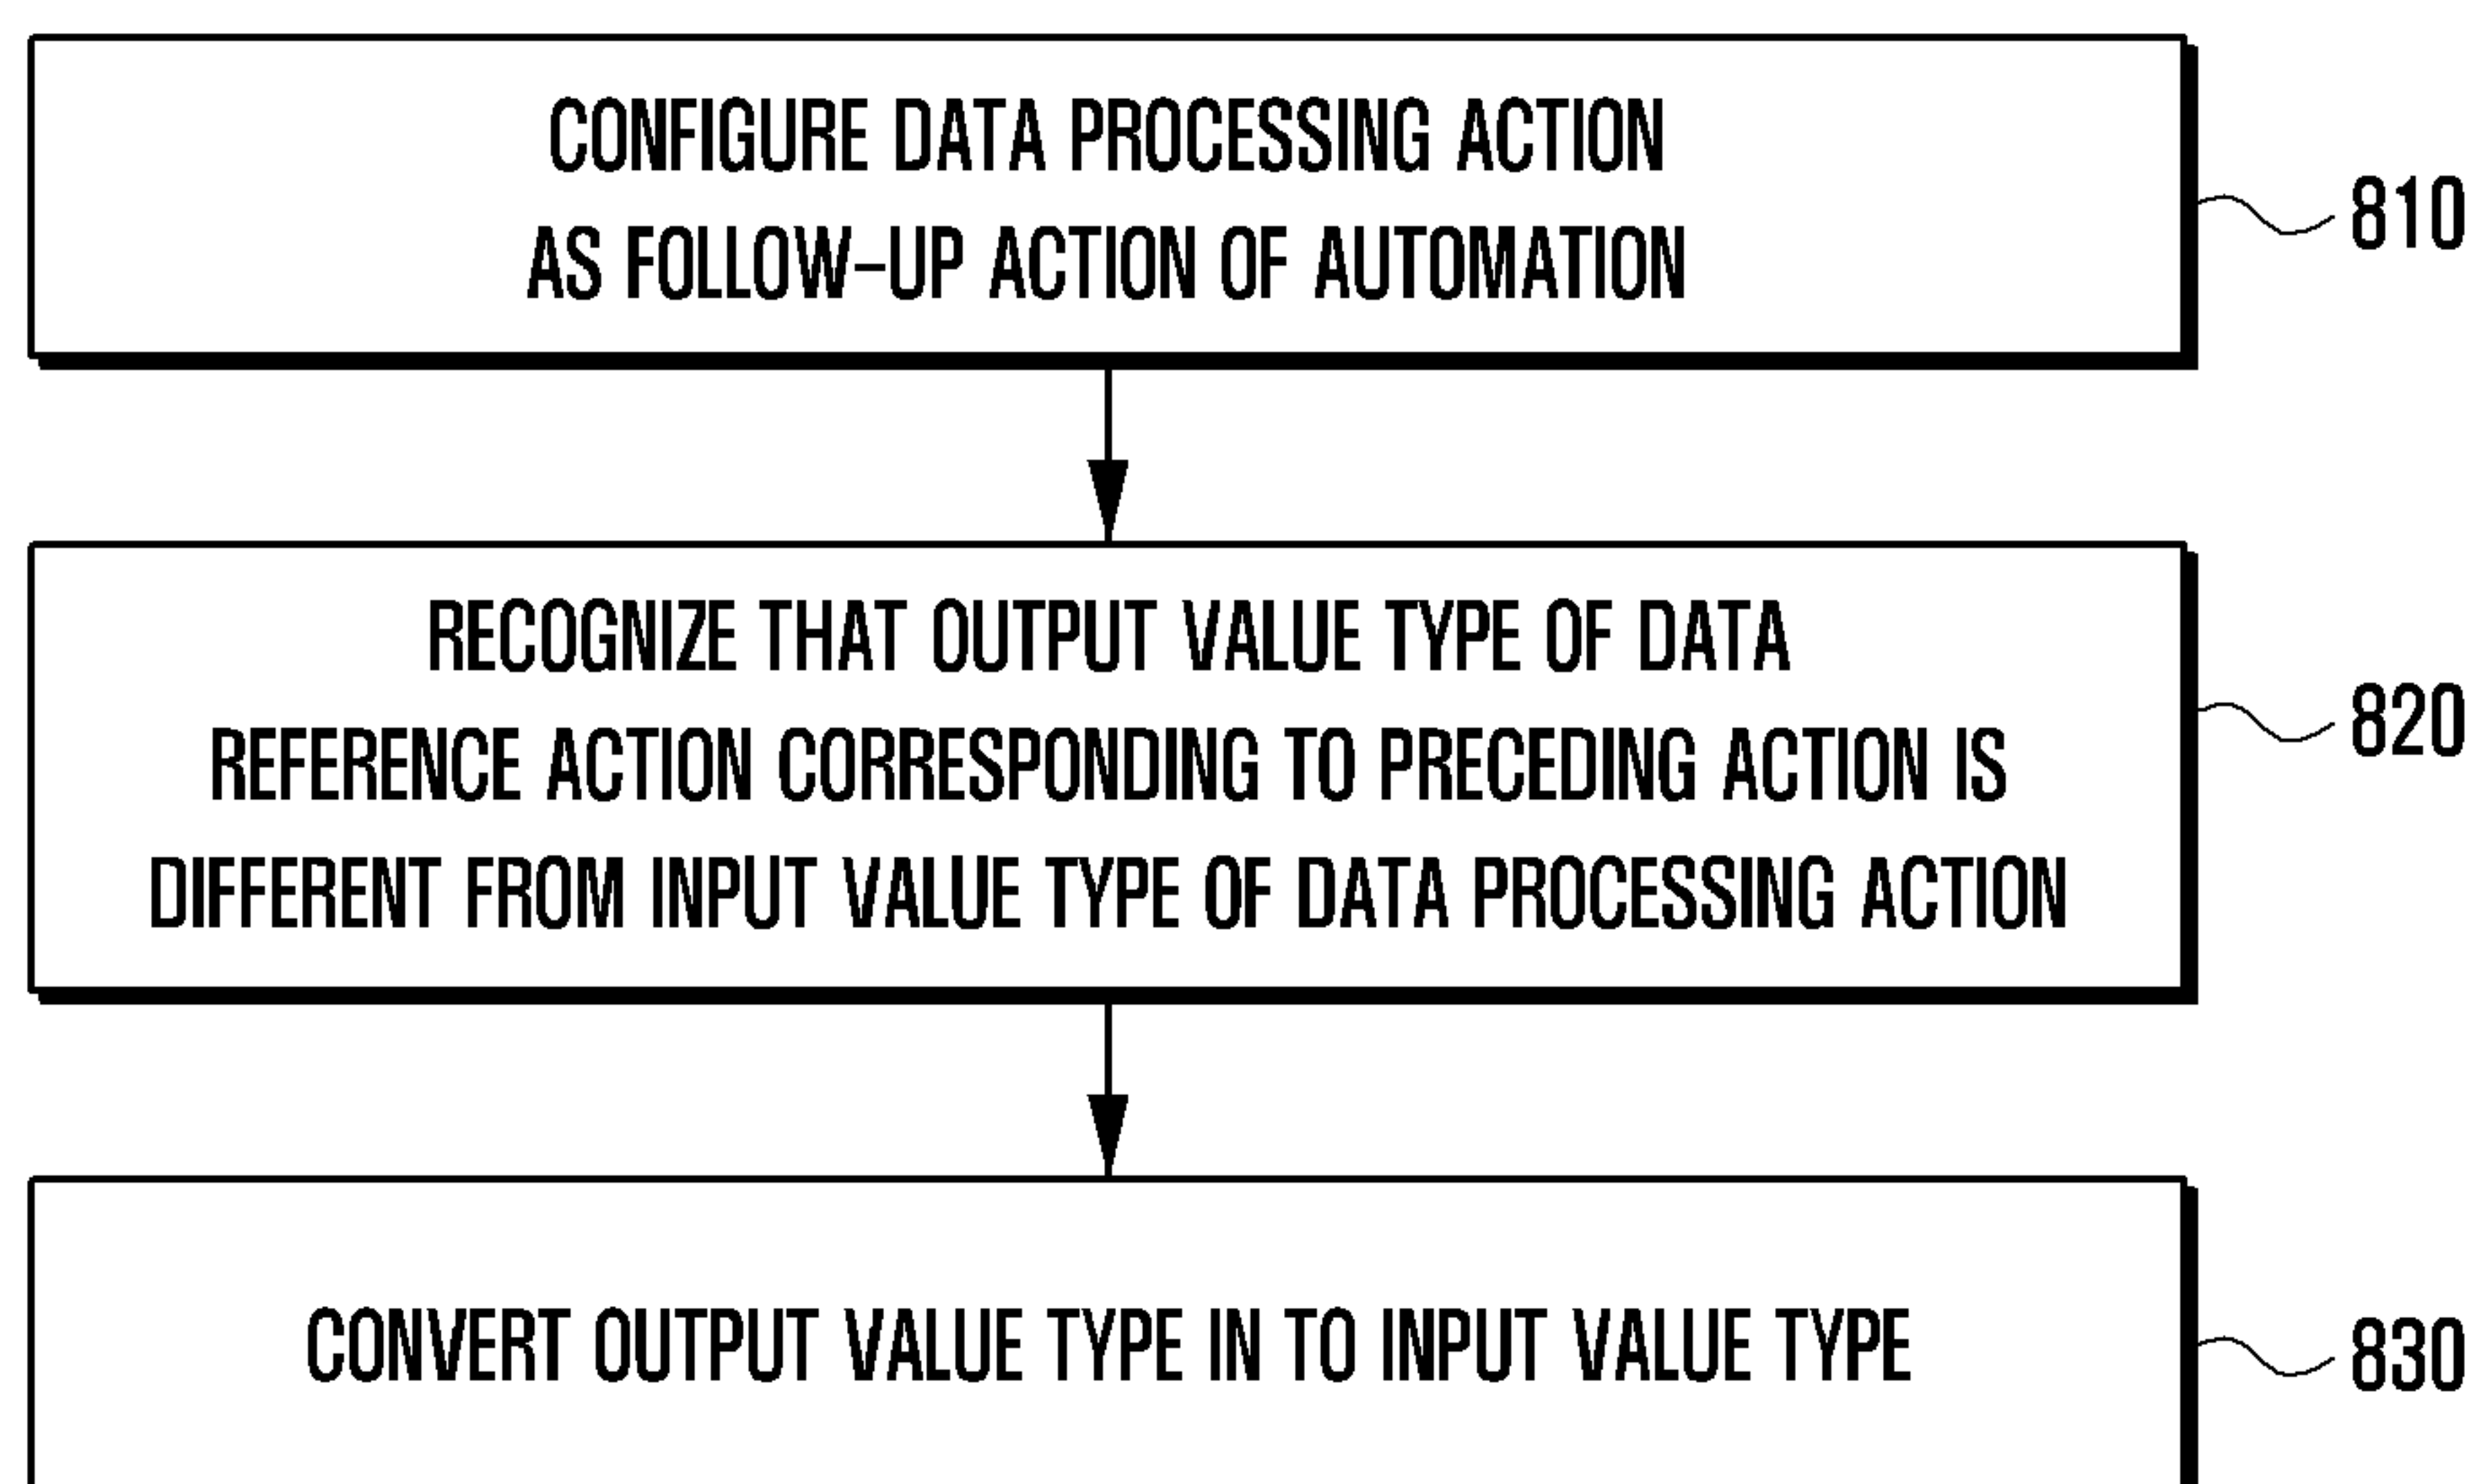 CONFIGURE DATA PROCESSING ACTION
AS FOLLOW–UP ACTION OF AUTOMATION
810
RECOGNIZE THAT OUTPUT VALUE TYPE OF DATA
REFERENCE ACTION CORRESPONDING TO PRECEDING ACTION IS
DIFFERENT FROM INPUT VALUE TYPE OF DATA PROCESSING ACTION
820
CONVERT OUTPUT VALUE TYPE IN TO INPUT VALUE TYPE
830